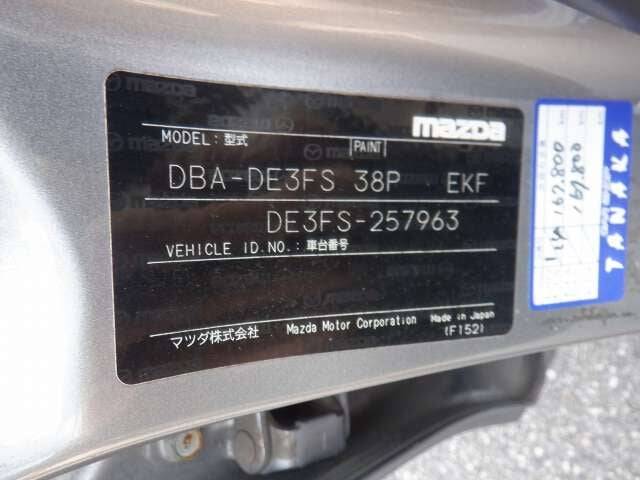 mazda
MODEL: 型式 PAINT
DBA-DE3FS 38P EKF
DE3FS-257963
VEHICLE ID.NO.: 車台番号
マツダ株式会社 Mazda Motor Corporation Made in Japan
(F152)
TANAKA